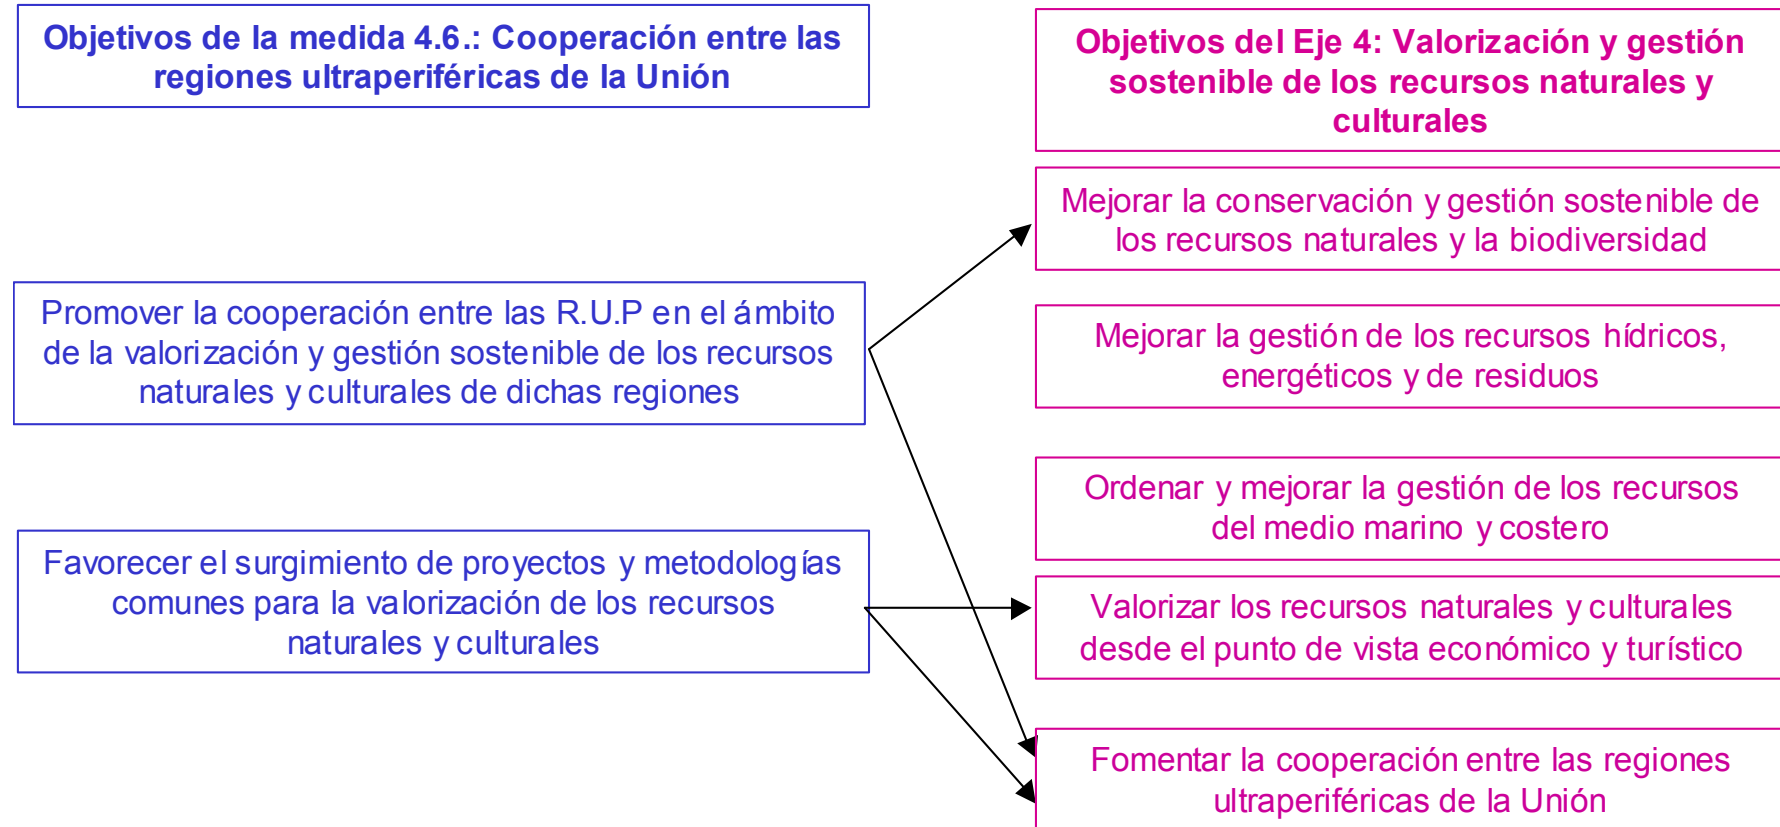 Objetivos de la medida 4.6.: Cooperación entre las
regiones ultraperiféricas de la Unión
Promover la cooperación entre las R.U.P en el ámbito
de la valorización y gestión sostenible de los recursos
naturales y culturales de dichas regiones
Favorecer el surgimiento de proyectos y metodologías
comunes para la valorización de los recursos
naturales y culturales
Objetivos del Eje 4: Valorización y gestión
sostenible de los recursos naturales y
culturales
Mejorar la conservación y gestión sostenible de
los recursos naturales y la biodiversidad
Mejorar la gestión de los recursos hídricos,
energéticos y de residuos
Ordenar y mejorar la gestión de los recursos
del medio marino y costero
Valorizar los recursos naturales y culturales
desde el punto de vista económico y turístico
Fomentar la cooperación entre las regiones
ultraperiféricas de la Unión